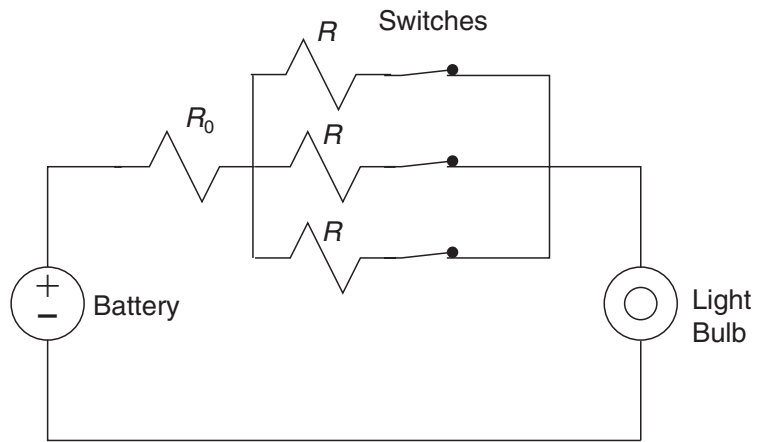 Switches
R
R₀
R
R
+
−
Battery
Light
Bulb